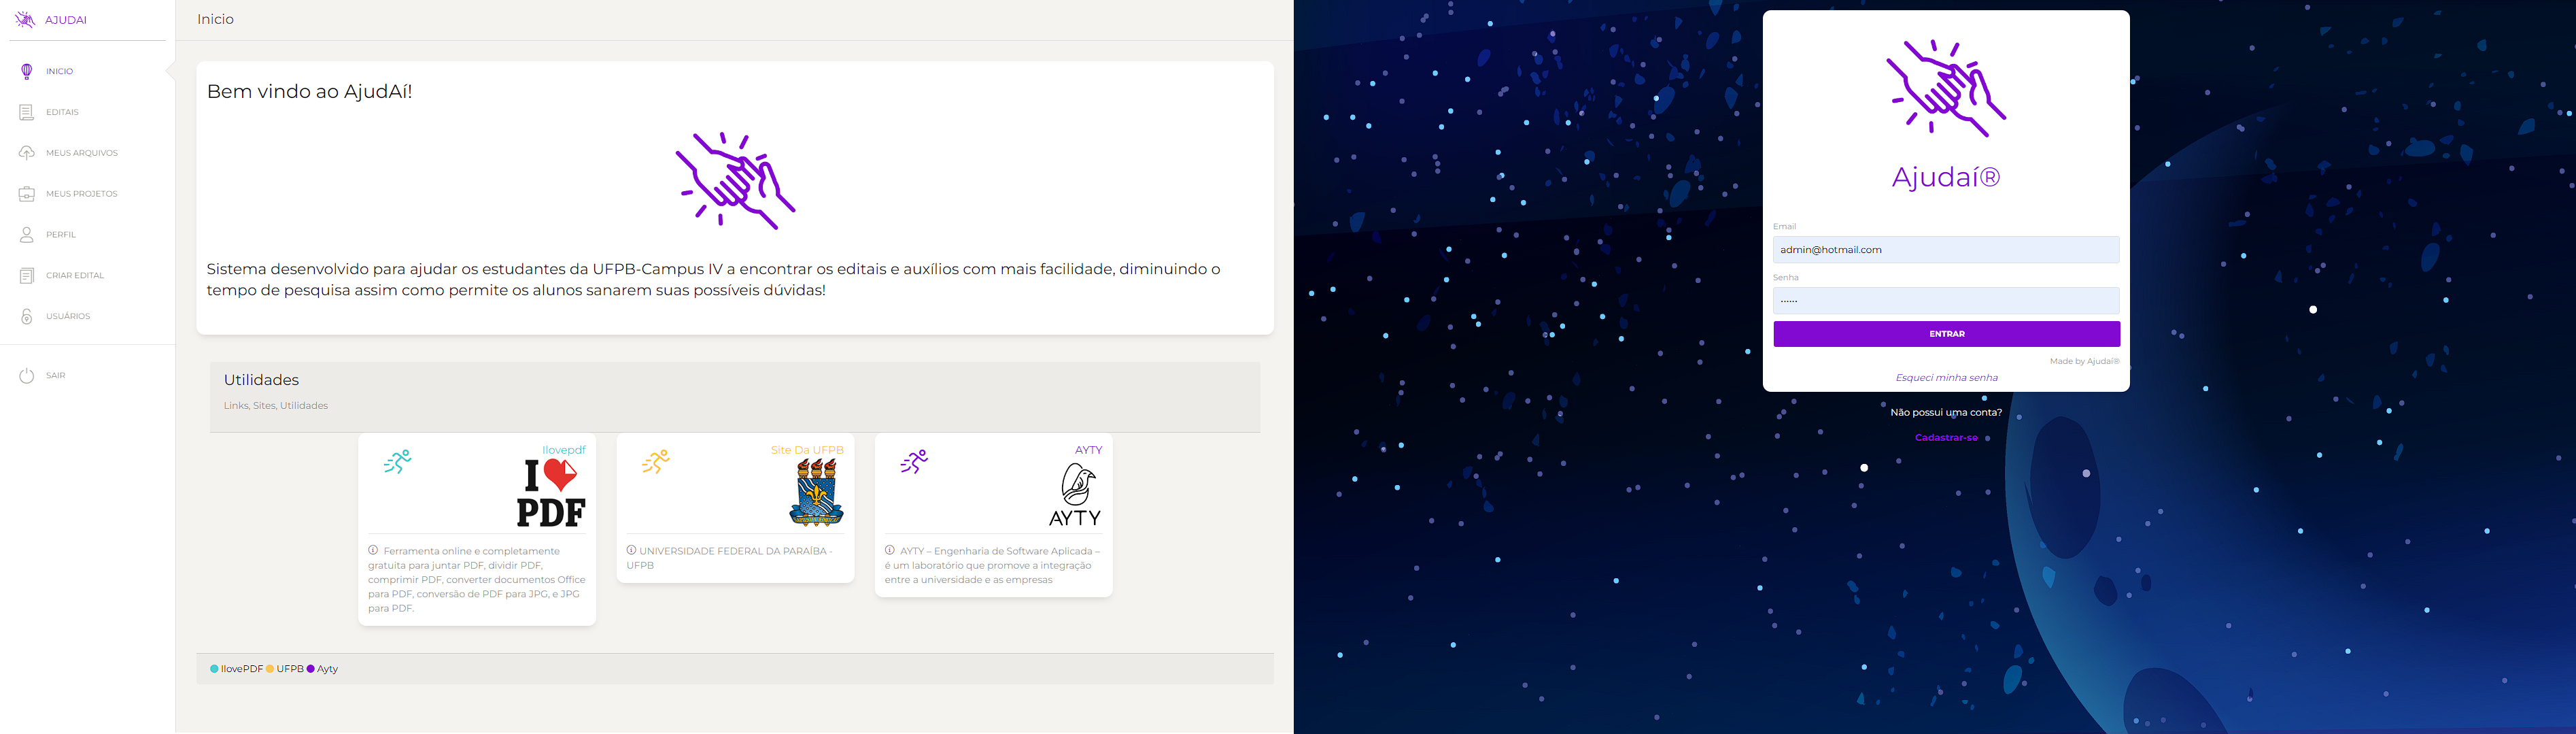 AJUDAI
INICIO
EDITAIS
MEUS ARQUIVOS
MEUS PROJETOS
PERFIL
CRIAR EDITAL
USUÁRIOS
SAIR
Inicio
Bem vindo ao AjudAí!
Sistema desenvolvido para ajudar os estudantes da UFPB-Campus IV a encontrar os editais e auxílios com mais facilidade, diminuindo o
tempo de pesquisa assim como permite os alunos sanarem suas possíveis dúvidas!
Utilidades
Links, Sites, Utilidades
Ilovepdf
I
PDF
Ferramenta online e completamente
gratuita para juntar PDF, dividir PDF,
comprimir PDF, converter documentos Office
para PDF, conversão de PDF para JPG, e JPG
para PDF.
Site Da UFPB
UNIVERSIDADE FEDERAL DA PARAÍBA -
UFPB
AYTY
AYTY
AYTY – Engenharia de Software Aplicada –
é um laboratório que promove a integração
entre a universidade e as empresas
IlovePDF UFPB Ayty
Ajudaí®
Email
admin@hotmail.com
Senha
······
ENTRAR
Made by Ajudaí®
Esqueci minha senha
Não possui uma conta?
Cadastrar-se